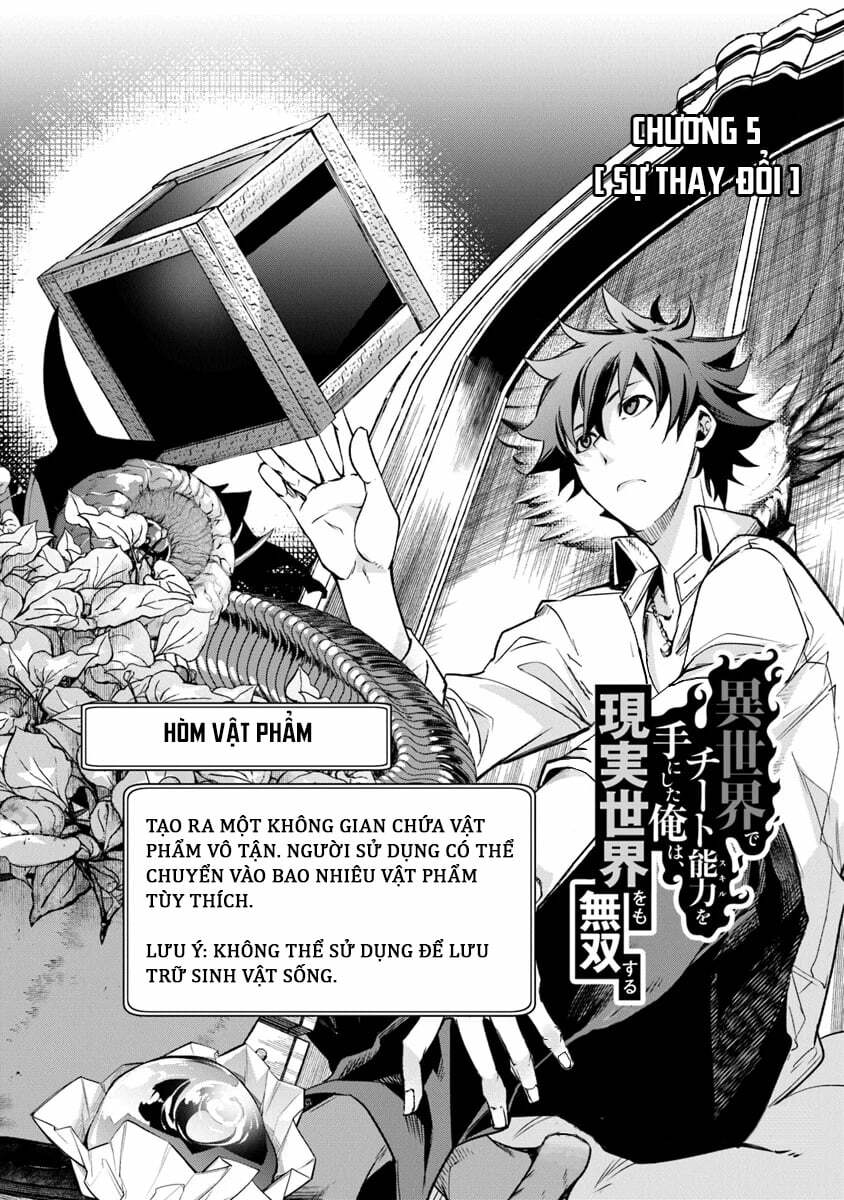 CHƯƠNG 5
[ SỰ THAY ĐỔI ]
異世界で
チート能力を
スキル
手にした俺は、
現実世界をも
無双する
HÒM VẬT PHẨM
TẠO RA MỘT KHÔNG GIAN CHỨA VẬT
PHẨM VÔ TẬN. NGƯỜI SỬ DỤNG CÓ THỂ
CHUYỂN VÀO BAO NHIÊU VẬT PHẨM
TÙY THÍCH.
LƯU Ý: KHÔNG THỂ SỬ DỤNG ĐỂ LƯU
TRỮ SINH VẬT SỐNG.